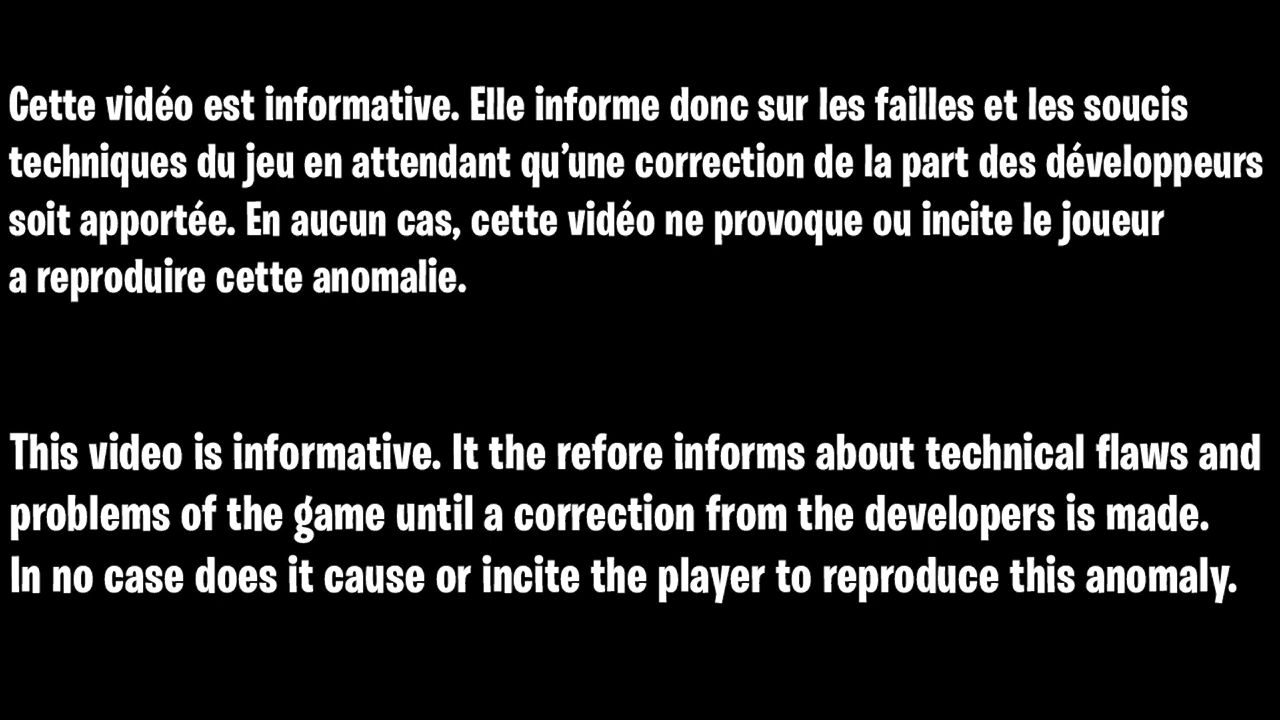 Cette vidéo est informative. Elle informe donc sur les failles et les soucis
techniques du jeu en attendant qu’une correction de la part des développeurs
soit apportée. En aucun cas, cette vidéo ne provoque ou incite le joueur
a reproduire cette anomalie.
This video is informative. It the refore informs about technical flaws and
problems of the game until a correction from the developers is made.
In no case does it cause or incite the player to reproduce this anomaly.